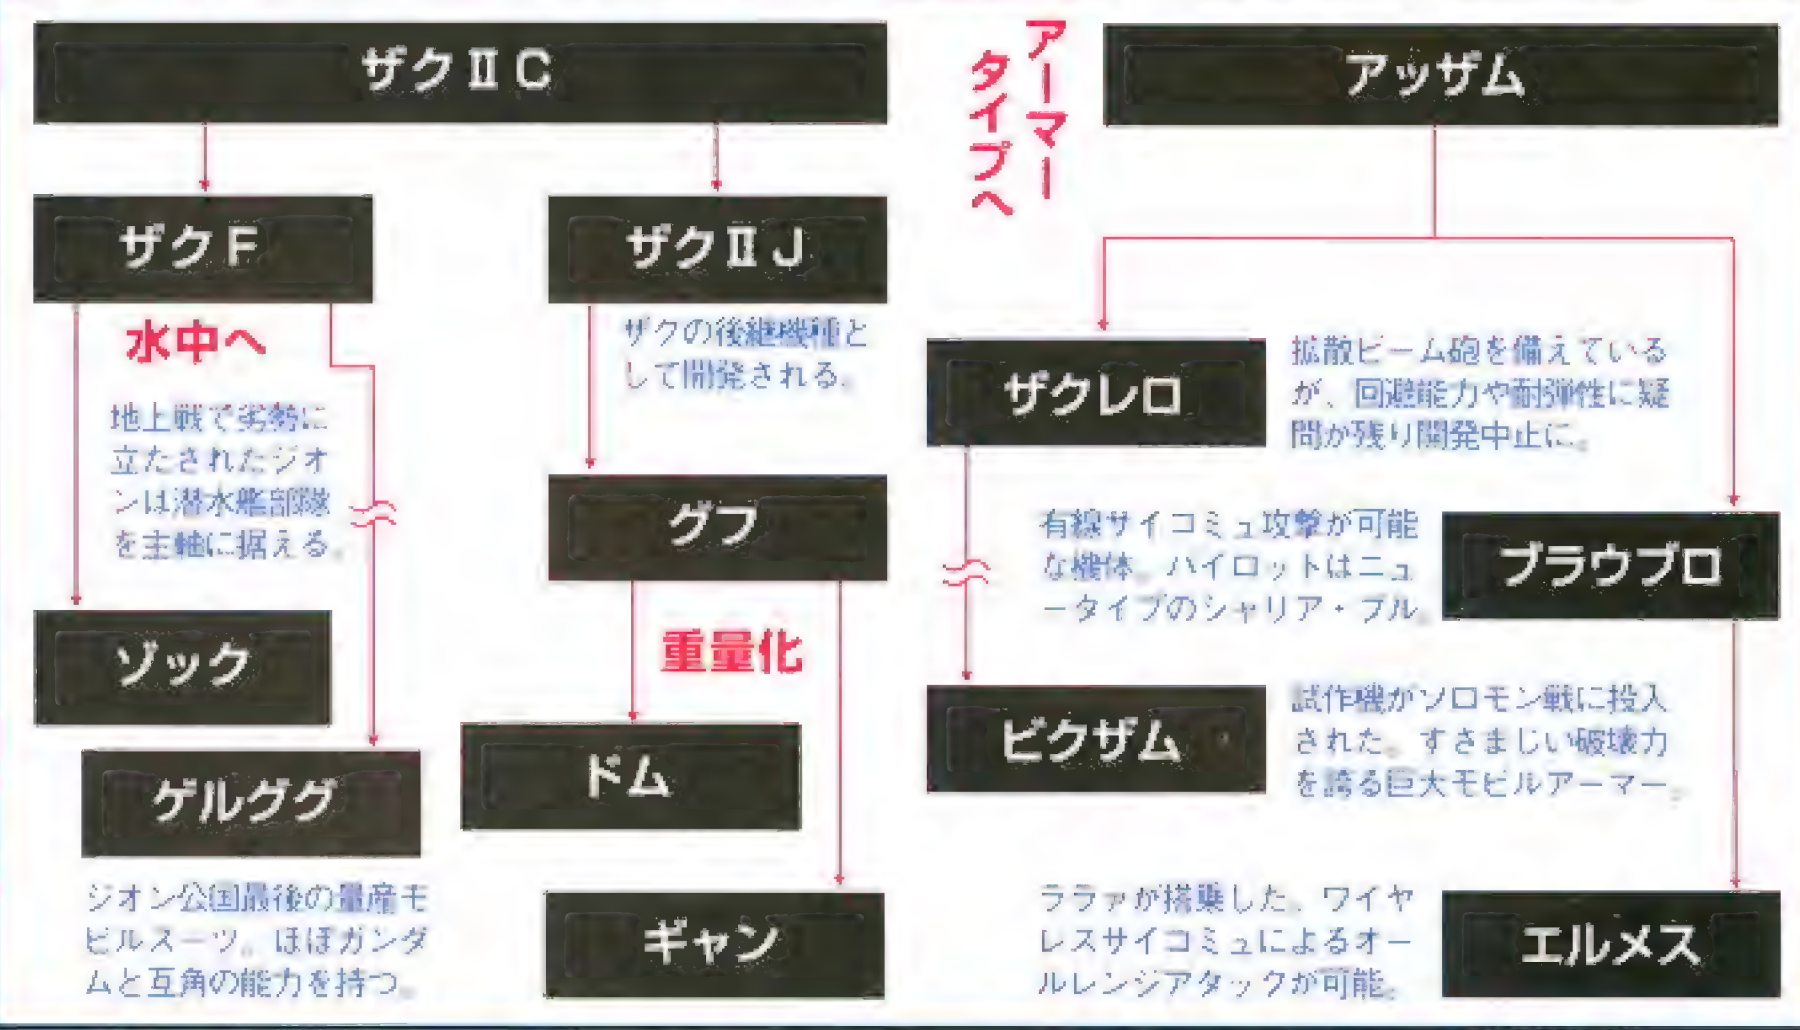 ザクⅡC
ザクF
ザクⅡJ
水中へ
地上戦で劣勢に
立たされたジオ
ンは潜水艦部隊
を主軸に据える。
ザクの後継機種と
して開発される。
グフ
ゾック
重量化
ゲルググ
ドム
ジオン公国最後の量産モ
ビルスーツ。ほぼガンダ
ムと互角の能力を持つ。
ギャン
アーマー
タイプへ
アッザム
ザクレロ
拡散ビーム砲を備えている
が、回避能力や耐弾性に疑
問が残り開発中止に。
有線サイコミュ攻撃が可能
な機体。パイロットはニュ
ータイプのシャリア・ブル。
ブラウブロ
ビクザム
試作機がソロモン戦に投入
された。すさまじい破壊力
を誇る巨大モビルアーマー。
ララァが搭乗した、ワイヤ
レスサイコミュによるオー
ルレンジアタックが可能。
エルメス